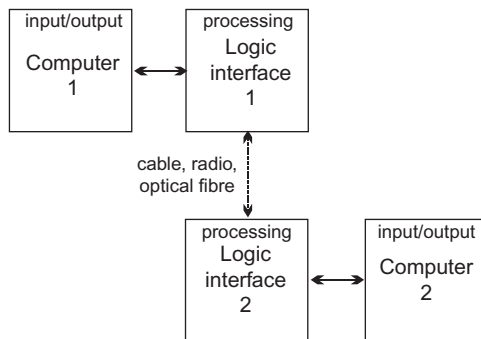 input/output
Computer
1
processing
Logic
interface
1
cable, radio,
optical fibre
processing
Logic
interface
2
input/output
Computer
2